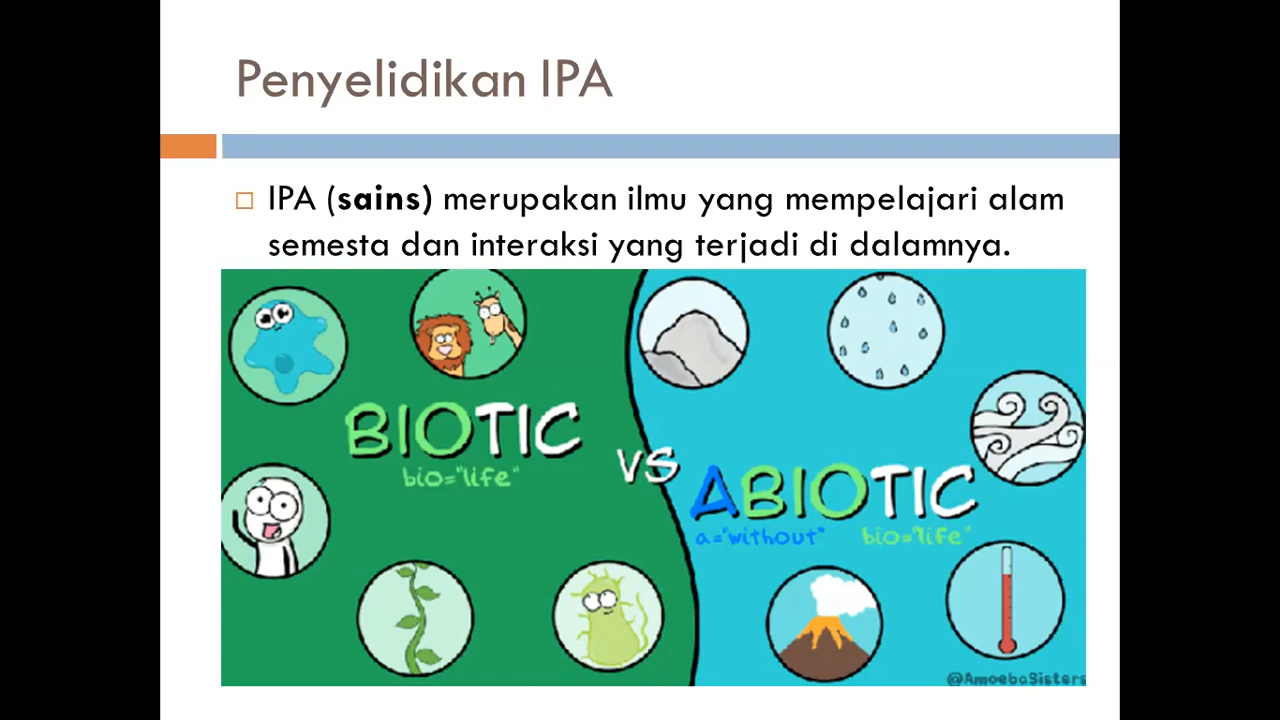 Penyelidikan IPA
IPA (sains) merupakan ilmu yang mempelajari alam
semesta dan interaksi yang terjadi di dalamnya.
BIOTIC
bio="life"
VS
ABIOTIC
a="without" bio="life"
@AmoebaSisters